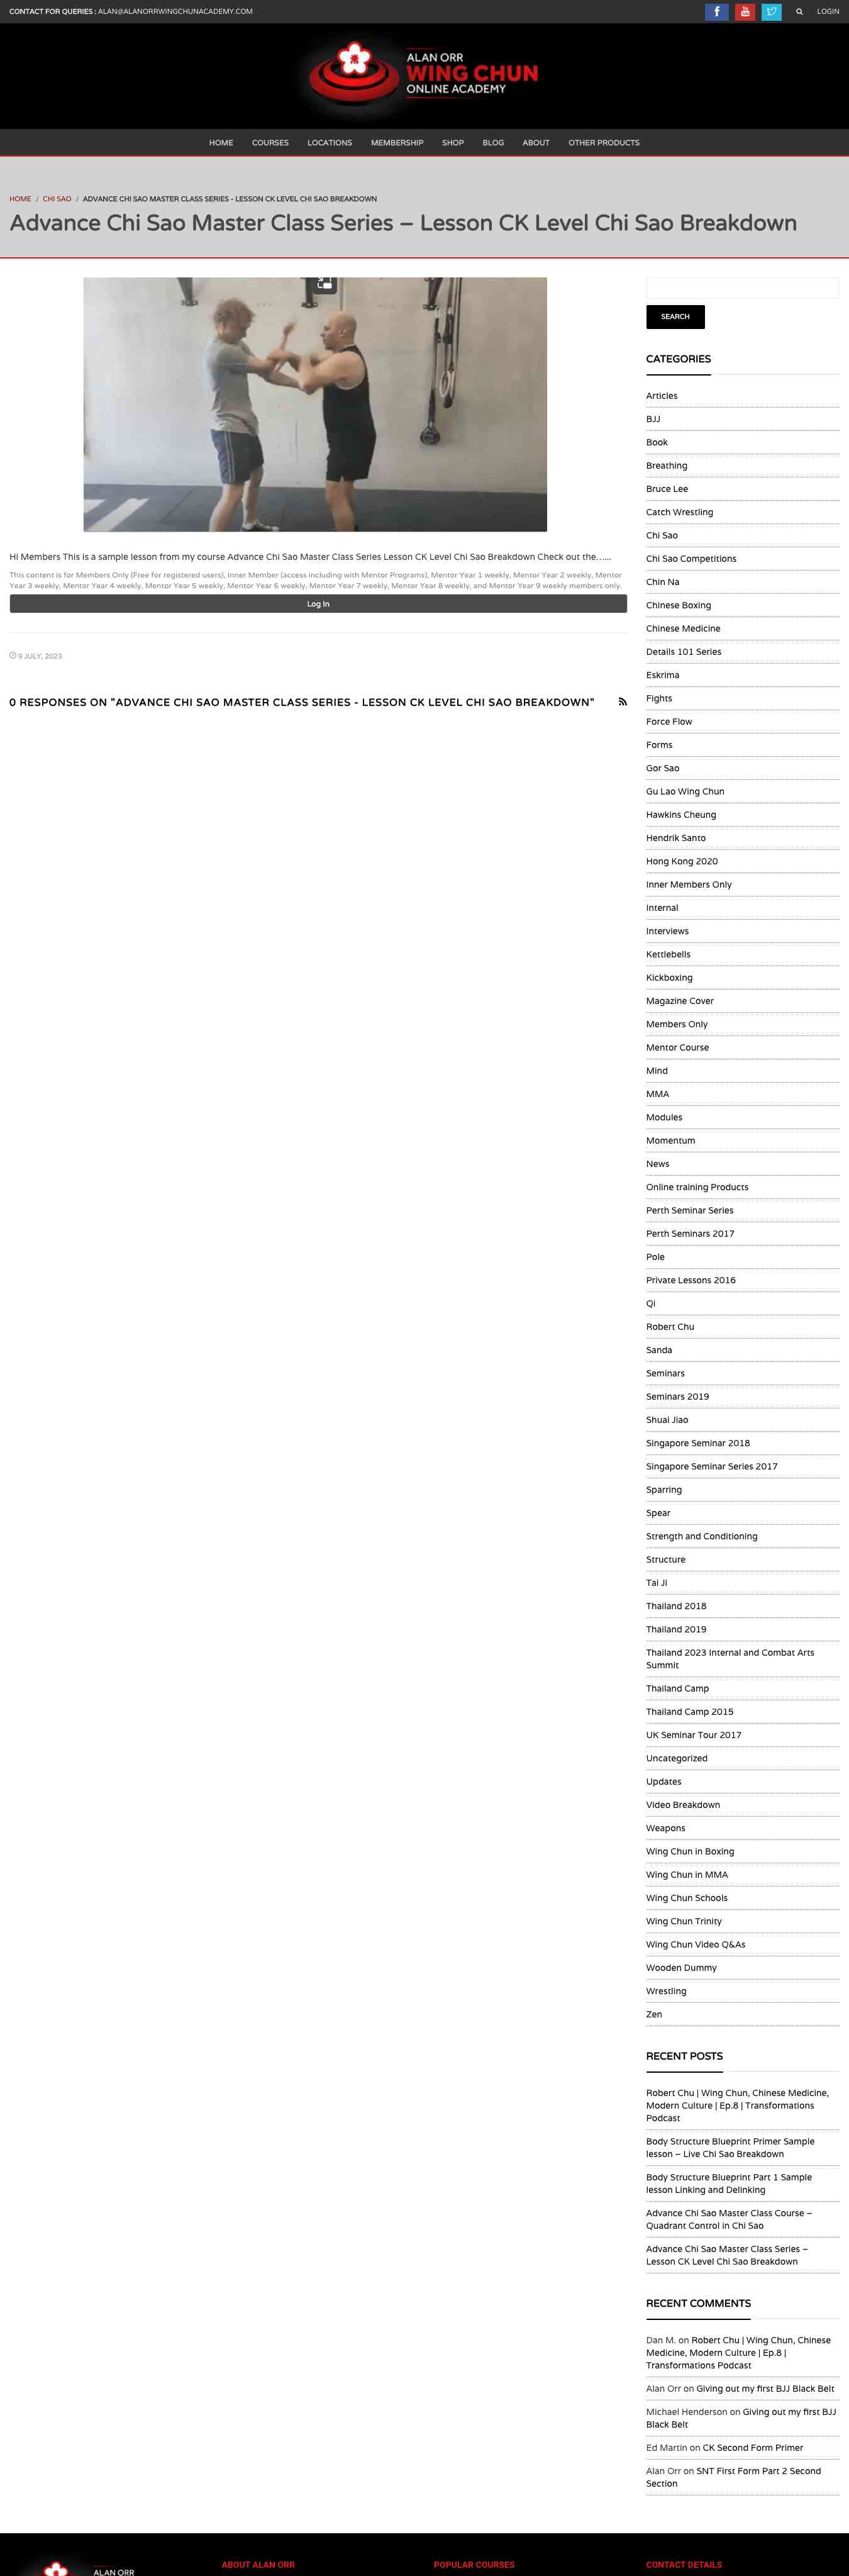 CONTACT FOR QUERIES : ALAN@ALANORRWINGCHUNACADEMY.COM
You Tube
LOGIN
ALAN ORR
WING CHUN
ONLINE ACADEMY
HOME COURSES LOCATIONS MEMBERSHIP SHOP BLOG ABOUT OTHER PRODUCTS
HOME / CHI SAO / ADVANCE CHI SAO MASTER CLASS SERIES - LESSON CK LEVEL CHI SAO BREAKDOWN
Advance Chi Sao Master Class Series – Lesson CK Level Chi Sao Breakdown
Hi Members This is a sample lesson from my course Advance Chi Sao Master Class Series Lesson CK Level Chi Sao Breakdown Check out the…...
This content is for Members Only (Free for registered users), Inner Member (access including with Mentor Programs), Mentor Year 1 weekly, Mentor Year 2 weekly, Mentor
Year 3 weekly, Mentor Year 4 weekly, Mentor Year 5 weekly, Mentor Year 6 weekly, Mentor Year 7 weekly, Mentor Year 8 weekly, and Mentor Year 9 weekly members only.
Log In
9 JULY, 2023
0 RESPONSES ON "ADVANCE CHI SAO MASTER CLASS SERIES - LESSON CK LEVEL CHI SAO BREAKDOWN"
SEARCH
CATEGORIES
Articles
BJJ
Book
Breathing
Bruce Lee
Catch Wrestling
Chi Sao
Chi Sao Competitions
Chin Na
Chinese Boxing
Chinese Medicine
Details 101 Series
Eskrima
Fights
Force Flow
Forms
Gor Sao
Gu Lao Wing Chun
Hawkins Cheung
Hendrik Santo
Hong Kong 2020
Inner Members Only
Internal
Interviews
Kettlebells
Kickboxing
Magazine Cover
Members Only
Mentor Course
Mind
MMA
Modules
Momentum
News
Online training Products
Perth Seminar Series
Perth Seminars 2017
Pole
Private Lessons 2016
Qi
Robert Chu
Sanda
Seminars
Seminars 2019
Shuai Jiao
Singapore Seminar 2018
Singapore Seminar Series 2017
Sparring
Spear
Strength and Conditioning
Structure
Tai Ji
Thailand 2018
Thailand 2019
Thailand 2023 Internal and Combat Arts
Summit
Thailand Camp
Thailand Camp 2015
UK Seminar Tour 2017
Uncategorized
Updates
Video Breakdown
Weapons
Wing Chun in Boxing
Wing Chun in MMA
Wing Chun Schools
Wing Chun Trinity
Wing Chun Video Q&As
Wooden Dummy
Wrestling
Zen
RECENT POSTS
Robert Chu | Wing Chun, Chinese Medicine,
Modern Culture | Ep.8 | Transformations
Podcast
Body Structure Blueprint Primer Sample
lesson – Live Chi Sao Breakdown
Body Structure Blueprint Part 1 Sample
lesson Linking and Delinking
Advance Chi Sao Master Class Course –
Quadrant Control in Chi Sao
Advance Chi Sao Master Class Series –
Lesson CK Level Chi Sao Breakdown
RECENT COMMENTS
Dan M. on Robert Chu | Wing Chun, Chinese
Medicine, Modern Culture | Ep.8 |
Transformations Podcast
Alan Orr on Giving out my first BJJ Black Belt
Michael Henderson on Giving out my first BJJ
Black Belt
Ed Martin on CK Second Form Primer
Alan Orr on SNT First Form Part 2 Second
Section
ALAN ORR
ABOUT ALAN ORR
POPULAR COURSES
CONTACT DETAILS